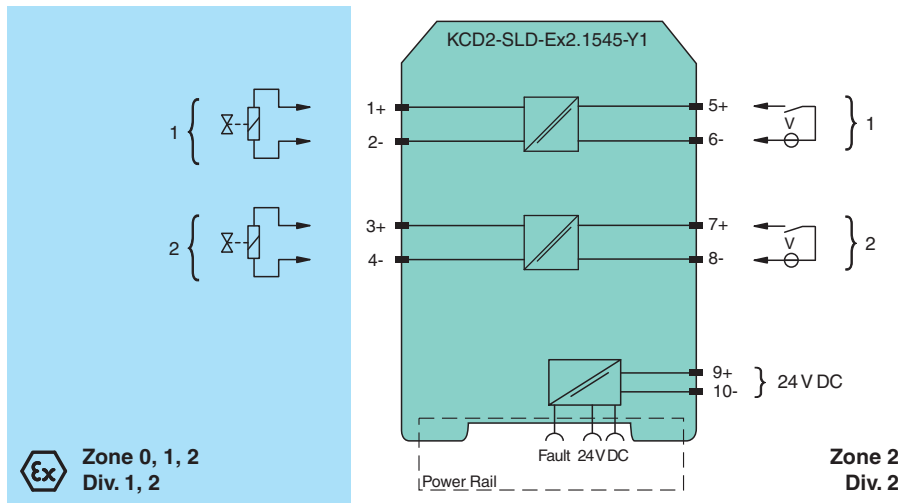 KCD2-SLD-Ex2.1545-Y1
1
1+
2-
5+
6-
V
1
2
3+
4-
7+
8-
V
2
9+
10-
24 V DC
Fault 24 V DC
Power Rail
Ex
Zone 0, 1, 2
Div. 1, 2
Zone 2
Div. 2